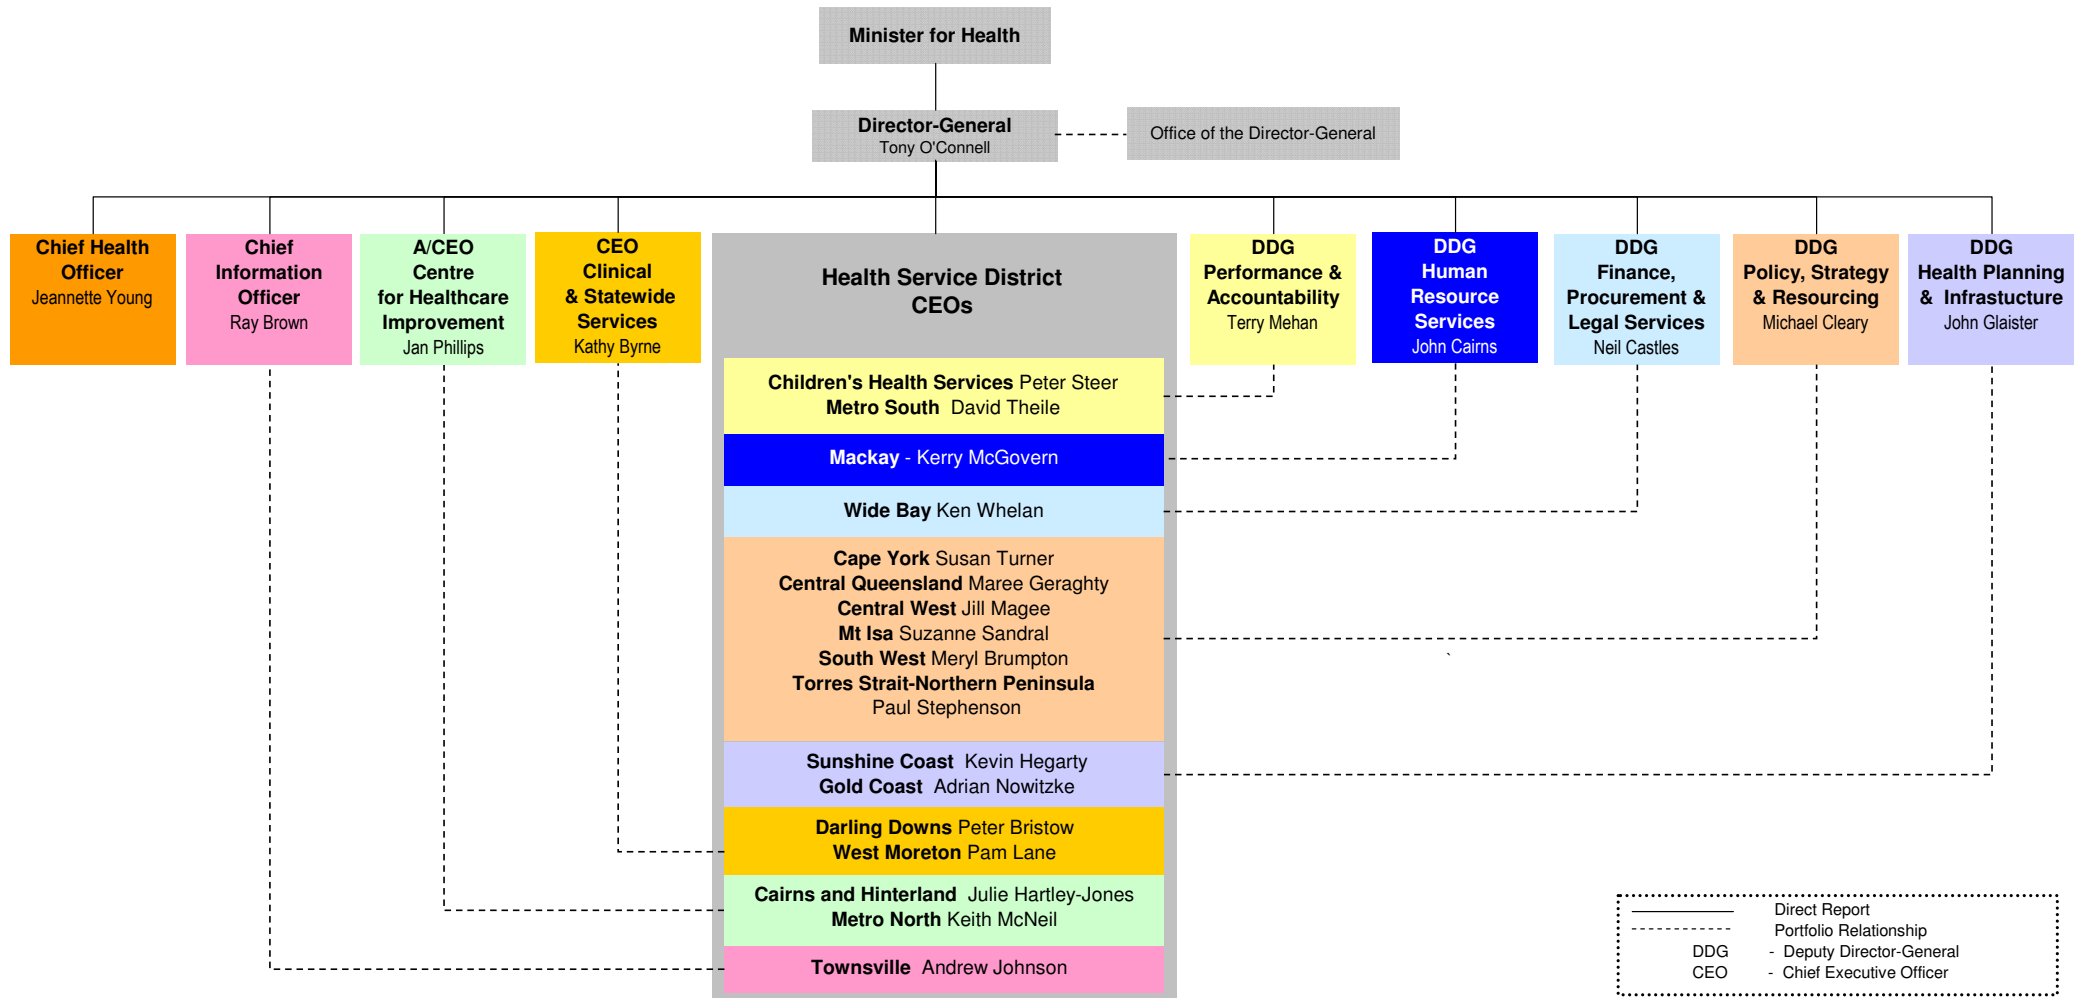 Minister for Health
Director-General
Tony O'Connell
Office of the Director-General
Chief Health
Officer
Jeannette Young
Chief
Information
Officer
Ray Brown
A/CEO
Centre
for Healthcare
Improvement
Jan Phillips
CEO
Clinical
& Statewide
Services
Kathy Byrne
Health Service District
CEOs
DDG
Performance &
Accountability
Terry Mehan
DDG
Human
Resource
Services
John Cairns
DDG
Finance,
Procurement &
Legal Services
Neil Castles
DDG
Policy, Strategy
& Resourcing
Michael Cleary
DDG
Health Planning
& Infrastucture
John Glaister
Children's Health Services Peter Steer
Metro South David Theile
Mackay - Kerry McGovern
Wide Bay Ken Whelan
Cape York Susan Turner
Central Queensland Maree Geraghty
Central West Jill Magee
Mt Isa Suzanne Sandral
South West Meryl Brumpton
Torres Strait-Northern Peninsula
Paul Stephenson
`
Sunshine Coast Kevin Hegarty
Gold Coast Adrian Nowitzke
Darling Downs Peter Bristow
West Moreton Pam Lane
Cairns and Hinterland Julie Hartley-Jones
Metro North Keith McNeil
Townsville Andrew Johnson
Direct Report
Portfolio Relationship
DDG - Deputy Director-General
CEO - Chief Executive Officer